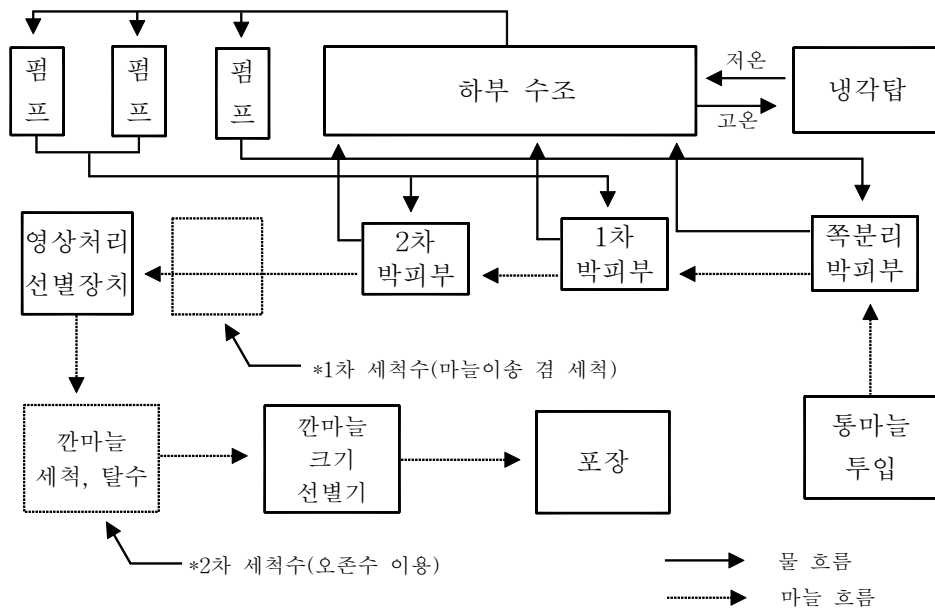 펌
프
펌
프
펌
프
하부 수조
저온
고온
냉각탑
영상처리
선별장치
2차
박피부
1차
박피부
쪽분리
박피부
*1차 세척수(마늘이송 겸 세척)
깐마늘
세척, 탈수
깐마늘
크기
선별기
포장
통마늘
투입
*2차 세척수(오존수 이용)
물 흐름
마늘 흐름